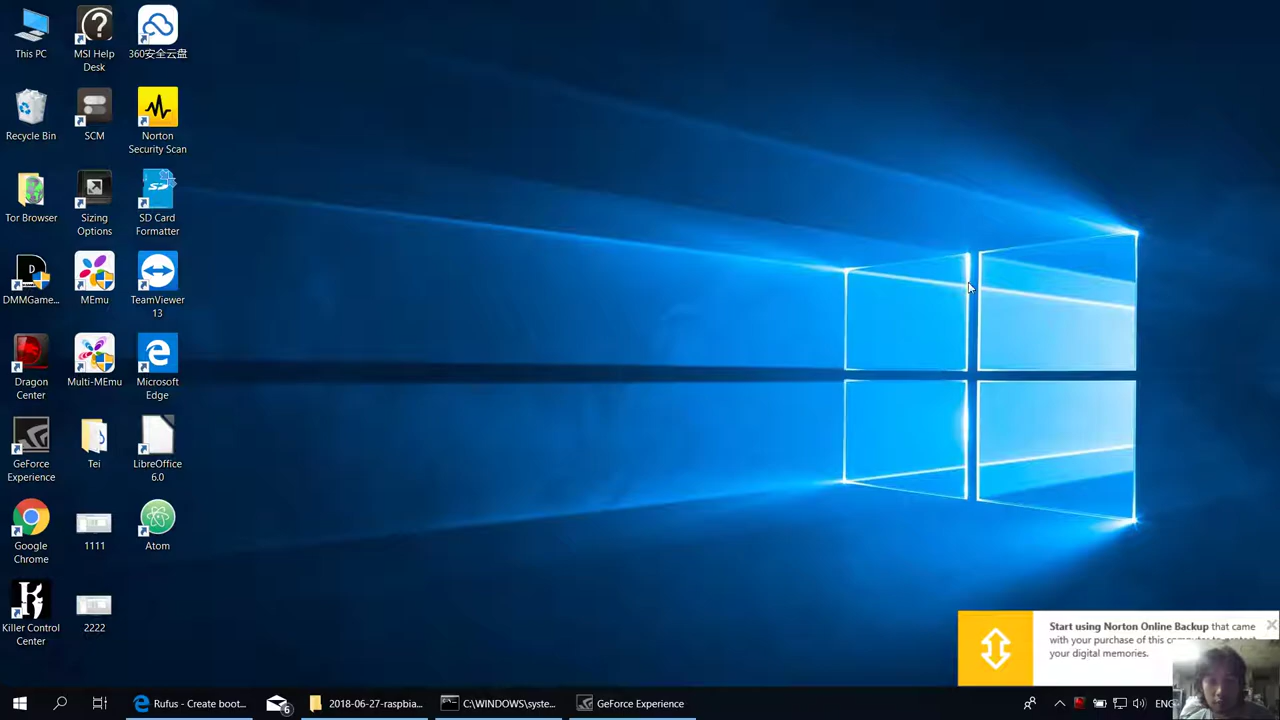 This PC
MSI Help
Desk
360安全云盘
Recycle Bin
SCM
Norton
Security Scan
Tor Browser
Sizing
Options
SD Card
Formatter
DMMGame...
MEmu
TeamViewer
13
Dragon
Center
Multi-MEmu
Microsoft
Edge
GeForce
Experience
Tei
LibreOffice
6.0
Google
Chrome
1111
Atom
Killer Control
Center
2222
Start using Norton Online Backup that came
with your purchase of this computer to protect
your digital memories.
Rufus - Create boot...
2018-06-27-raspbia...
C:\WINDOWS\syste...
GeForce Experience
ENG